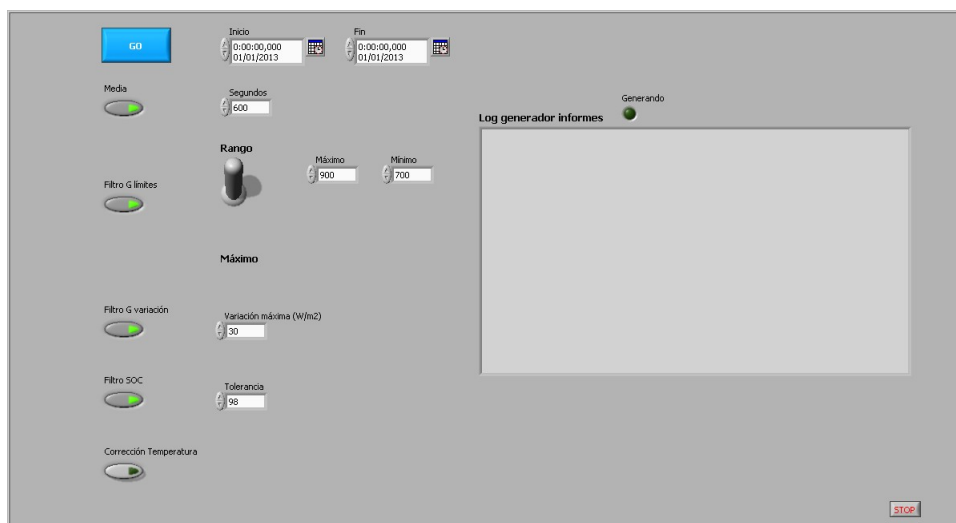 GO
Inicio
0:00:00,000
01/01/2013
Fin
0:00:00,000
01/01/2013
Media
Segundos
600
Generando
Log generador informes
Rango
Máximo
900
Mínimo
700
Filtro G límites
Máximo
Filtro G variación
Variación máxima (W/m2)
30
Filtro SOC
Tolerancia
98
Corrección Temperatura
STOP